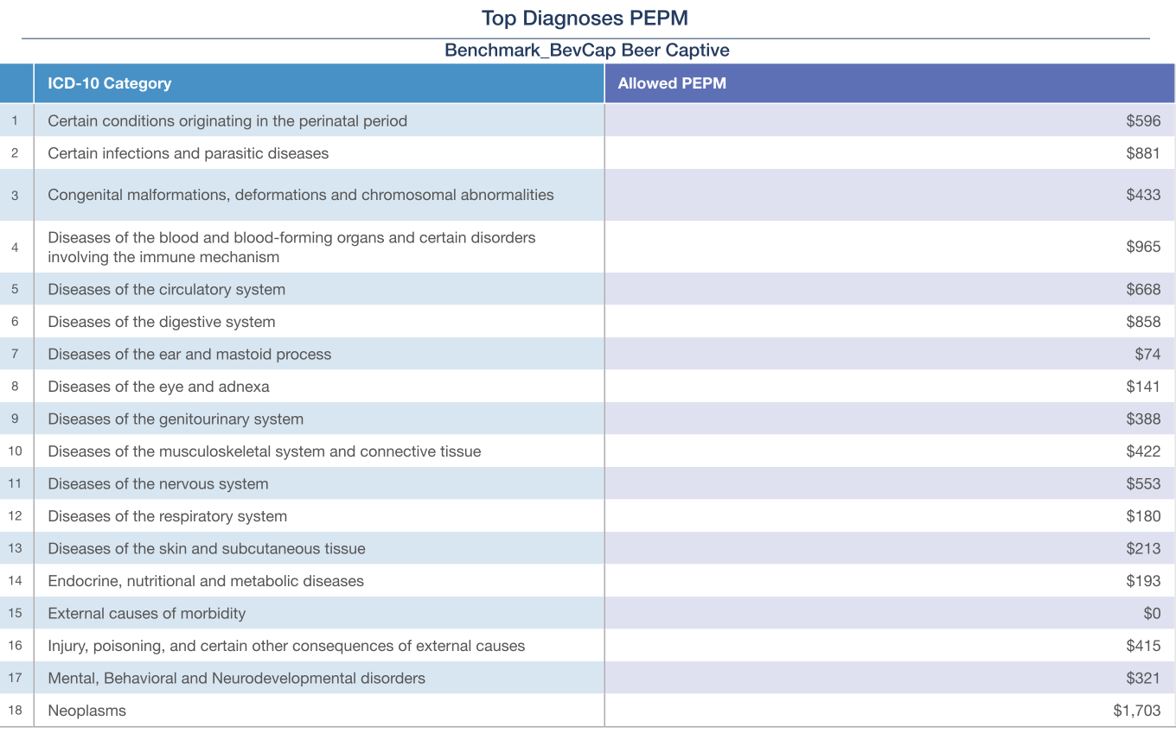 Top Diagnoses PEPM
Benchmark_BevCap Beer Captive
ICD-10 Category Allowed PEPM
1 Certain conditions originating in the perinatal period $596
2 Certain infections and parasitic diseases $881
3 Congenital malformations, deformations and chromosomal abnormalities $433
4 Diseases of the blood and blood-forming organs and certain disorders
involving the immune mechanism $965
5 Diseases of the circulatory system $668
6 Diseases of the digestive system $858
7 Diseases of the ear and mastoid process $74
8 Diseases of the eye and adnexa $141
9 Diseases of the genitourinary system $388
10 Diseases of the musculoskeletal system and connective tissue $422
11 Diseases of the nervous system $553
12 Diseases of the respiratory system $180
13 Diseases of the skin and subcutaneous tissue $213
14 Endocrine, nutritional and metabolic diseases $193
15 External causes of morbidity $0
16 Injury, poisoning, and certain other consequences of external causes $415
17 Mental, Behavioral and Neurodevelopmental disorders $321
18 Neoplasms $1,703